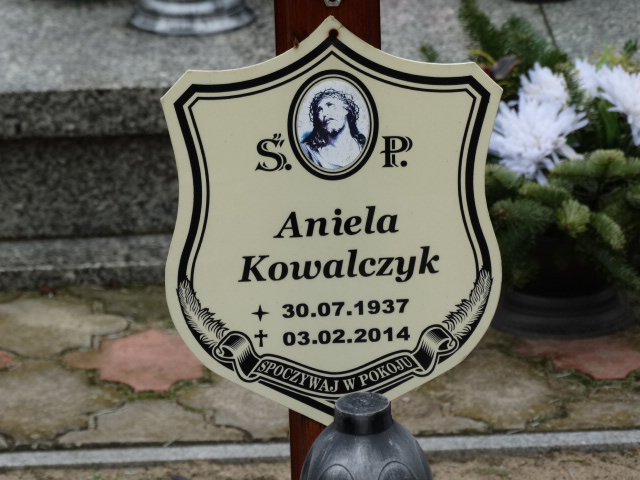 Ś. P.
Aniela
Kowalczyk
30.07.1937
† 03.02.2014
SPOCZYWAJ W POKOJU